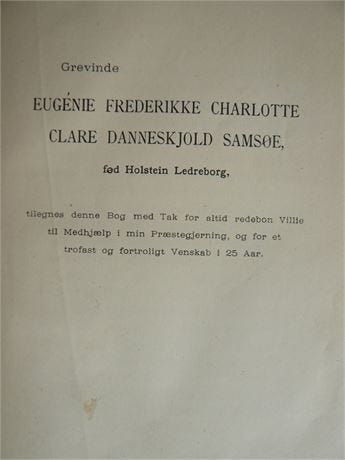 Grevinde
EUGÉNIE FREDERIKKE CHARLOTTE
CLARE DANNESKJOLD SAMSØE,
fød Holstein Ledreborg,
tilegnes denne Bog med Tak for altid redebon Villie
til Medhjælp i min Præstegjerning, og for et
trofast og fortroligt Venskab i 25 Aar.